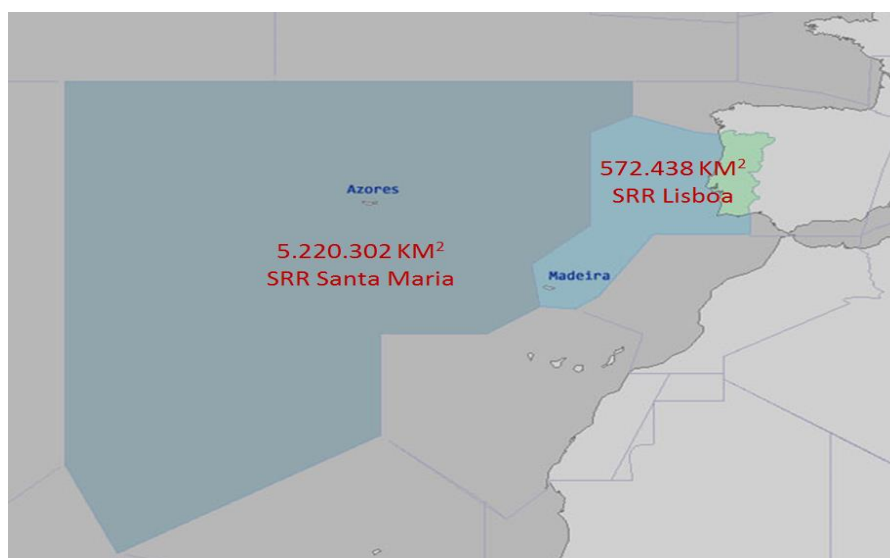 572.438 KM²
SRR Lisboa
Azores
5.220.302 KM²
SRR Santa Maria
Madeira